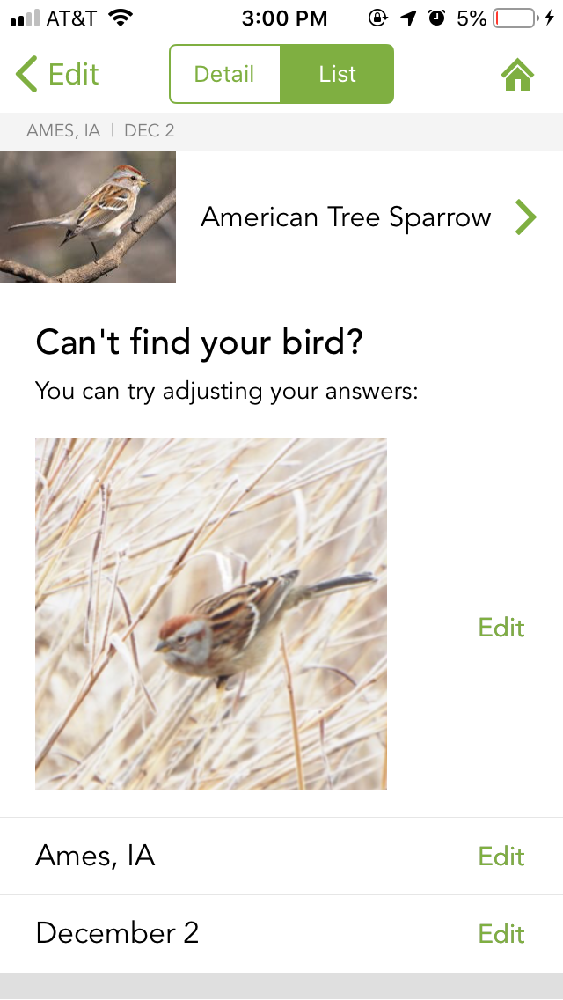 AT&T 3:00 PM 5%
Edit Detail List
AMES, IA | DEC 2
American Tree Sparrow
Can't find your bird?
You can try adjusting your answers:
Edit
Ames, IA Edit
December 2 Edit